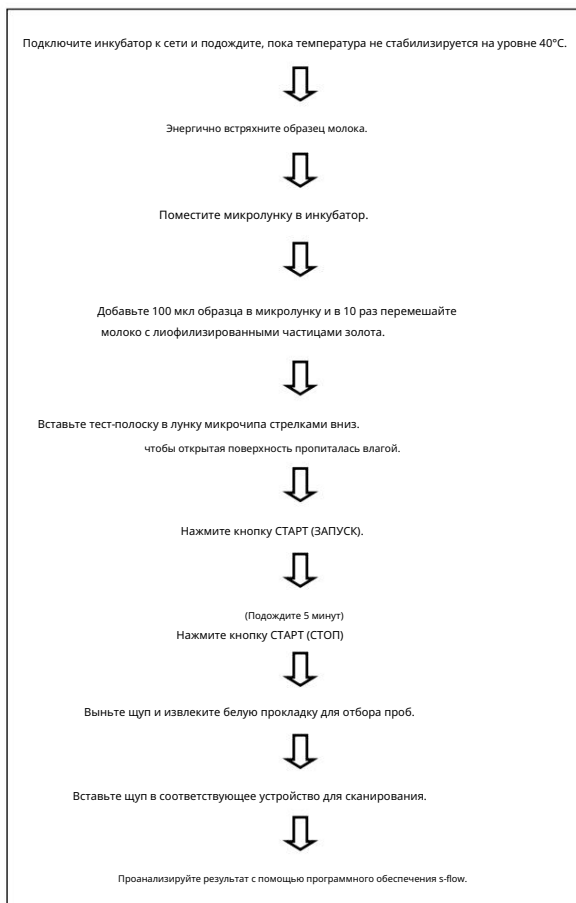 Подключите инкубатор к сети и подождите, пока температура не стабилизируется на уровне 40°C.
Энергично встряхните образец молока.
Поместите микролунку в инкубатор.
Добавьте 100 мкл образца в микролунку и в 10 раз перемешайте
молоко с лиофилизированными частицами золота.
Вставьте тест-полоску в лунку микрочипа стрелками вниз.
чтобы открытая поверхность пропиталась влагой.
Нажмите кнопку СТАРТ (ЗАПУСК).
(Подождите 5 минут)
Нажмите кнопку СТАРТ (СТОП)
Выньте щуп и извлеките белую прокладку для отбора проб.
Вставьте щуп в соответствующее устройство для сканирования.
Проанализируйте результат с помощью программного обеспечения s-flow.